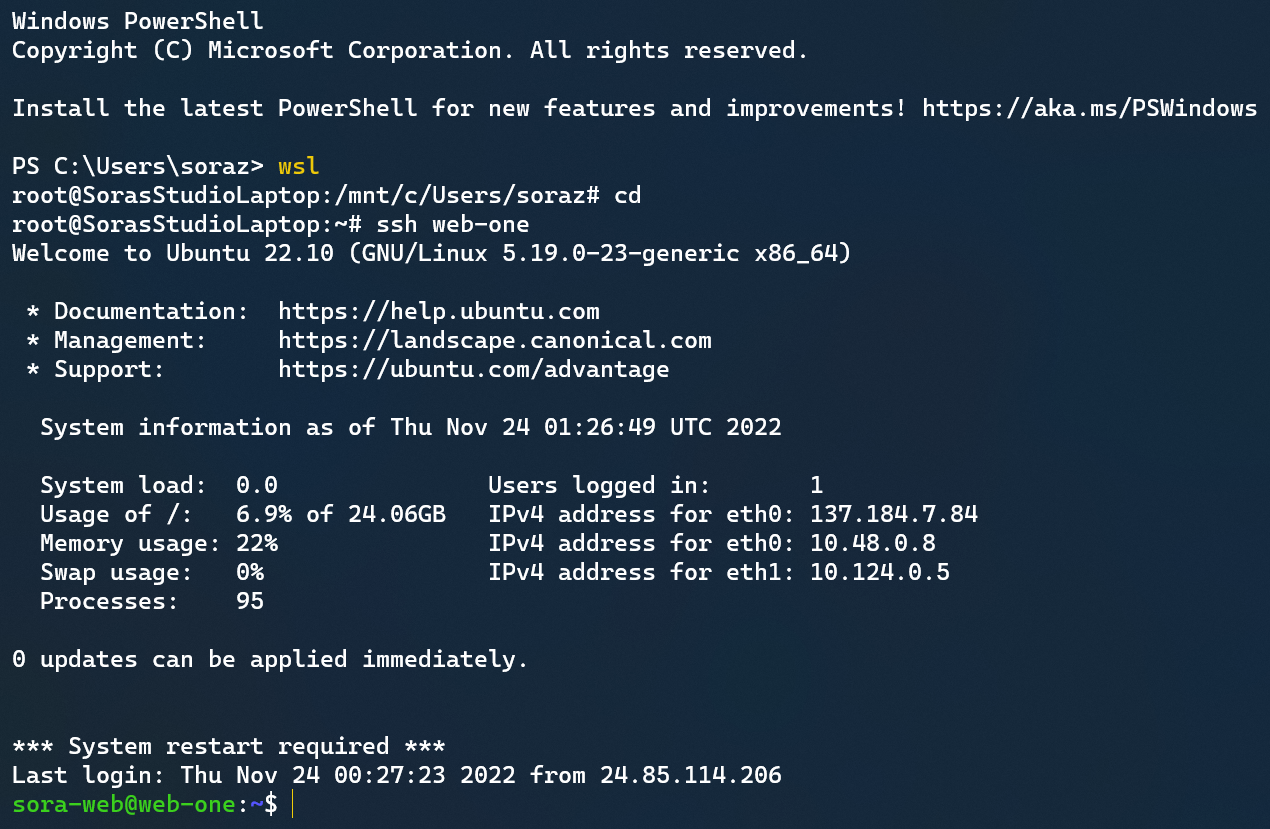 Windows PowerShell
Copyright (C) Microsoft Corporation. All rights reserved.
Install the latest PowerShell for new features and improvements! https://aka.ms/PSWindows
PS C:\Users\soraz> wsl
root@SorasStudioLaptop:/mnt/c/Users/soraz# cd
root@SorasStudioLaptop:~# ssh web-one
Welcome to Ubuntu 22.10 (GNU/Linux 5.19.0-23-generic x86_64)
* Documentation:  https://help.ubuntu.com
* Management:     https://landscape.canonical.com
* Support:        https://ubuntu.com/advantage
System information as of Thu Nov 24 01:26:49 UTC 2022
System load:  0.0               Users logged in:       1
Usage of /:   6.9% of 24.06GB   IPv4 address for eth0: 137.184.7.84
Memory usage: 22%               IPv4 address for eth0: 10.48.0.8
Swap usage:   0%                IPv4 address for eth1: 10.124.0.5
Processes:    95
0 updates can be applied immediately.
*** System restart required ***
Last login: Thu Nov 24 00:27:23 2022 from 24.85.114.206
sora-web@web-one:~$